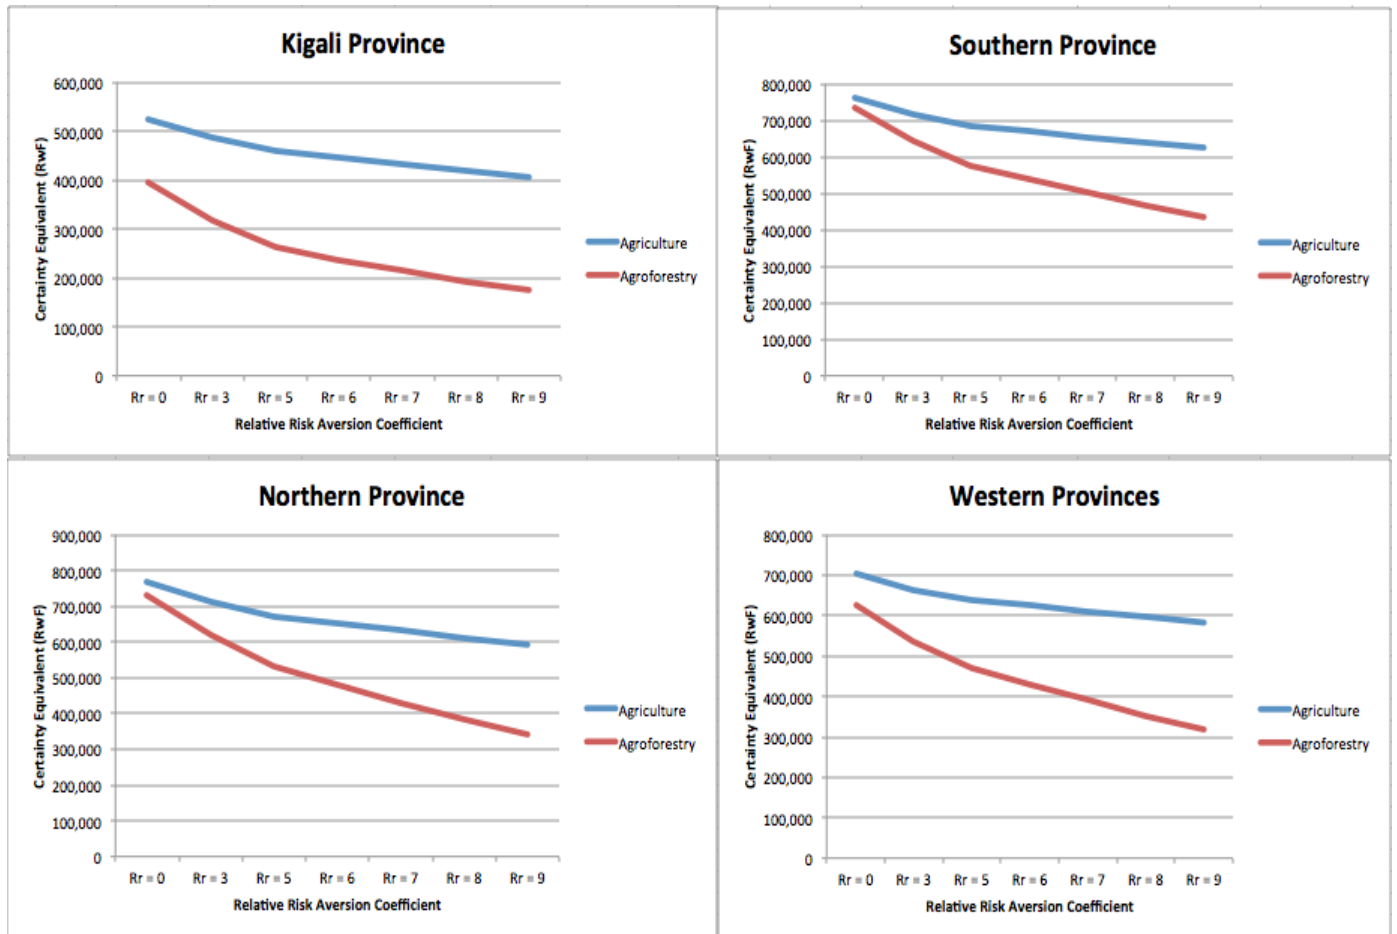 Kigali Province
600,000
500,000
400,000
300,000
200,000
100,000
0
Certainty Equivalent (RwF)
Rr = 0 Rr = 3 Rr = 5 Rr = 6 Rr = 7 Rr = 8 Rr = 9
Relative Risk Aversion Coefficient
Agriculture
Agroforestry
Southern Province
800,000
700,000
600,000
500,000
400,000
300,000
200,000
100,000
0
Certainty Equivalent (RwF)
Rr = 0 Rr = 3 Rr = 5 Rr = 6 Rr = 7 Rr = 8 Rr = 9
Relative Risk Aversion Coefficient
Agriculture
Agroforestry
Northern Province
900,000
800,000
700,000
600,000
500,000
400,000
300,000
200,000
100,000
0
Certainty Equivalent (RwF)
Rr = 0 Rr = 3 Rr = 5 Rr = 6 Rr = 7 Rr = 8 Rr = 9
Relative Risk Aversion Coefficient
Agriculture
Agroforestry
Western Provinces
800,000
700,000
600,000
500,000
400,000
300,000
200,000
100,000
0
Certainty Equivalent (RwF)
Rr = 0 Rr = 3 Rr = 5 Rr = 6 Rr = 7 Rr = 8 Rr = 9
Relative Risk Aversion Coefficient
Agriculture
Agroforestry